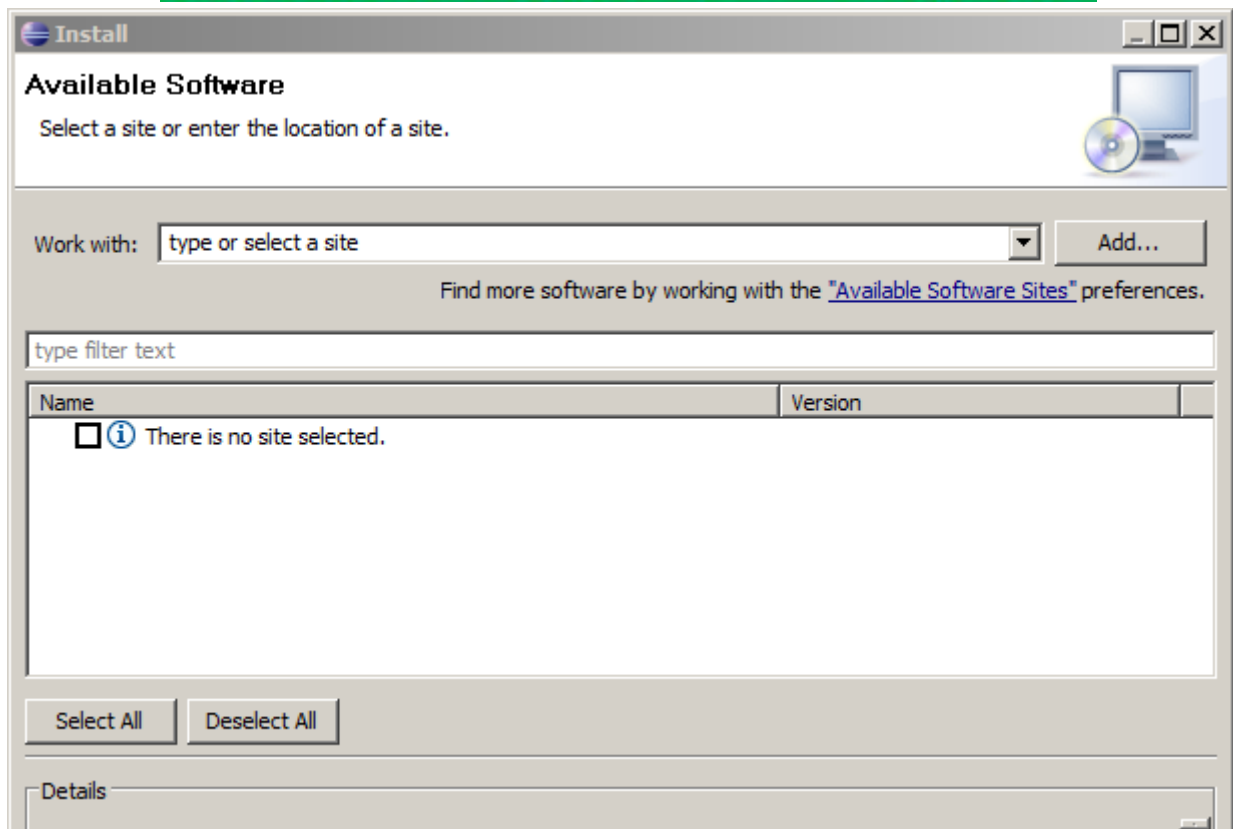 Install
Available Software
Select a site or enter the location of a site.
Work with: type or select a site Add...
Find more software by working with the "Available Software Sites" preferences.
type filter text
Name Version
There is no site selected.
Select All Deselect All
Details